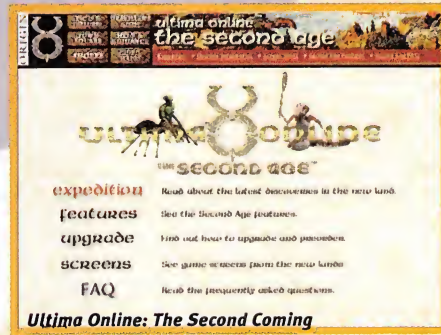 ORIGIN
ultima online
the second age
ULTIMA ONLINE
THE SECOND AGE™
expedition Read about the latest discoveries in the new land.
features See the Second Age features.
upgrade Find out how to upgrade and preorder.
screens See game screens from the new lands.
FAQ Read the frequently asked questions.
Ultima Online: The Second Coming